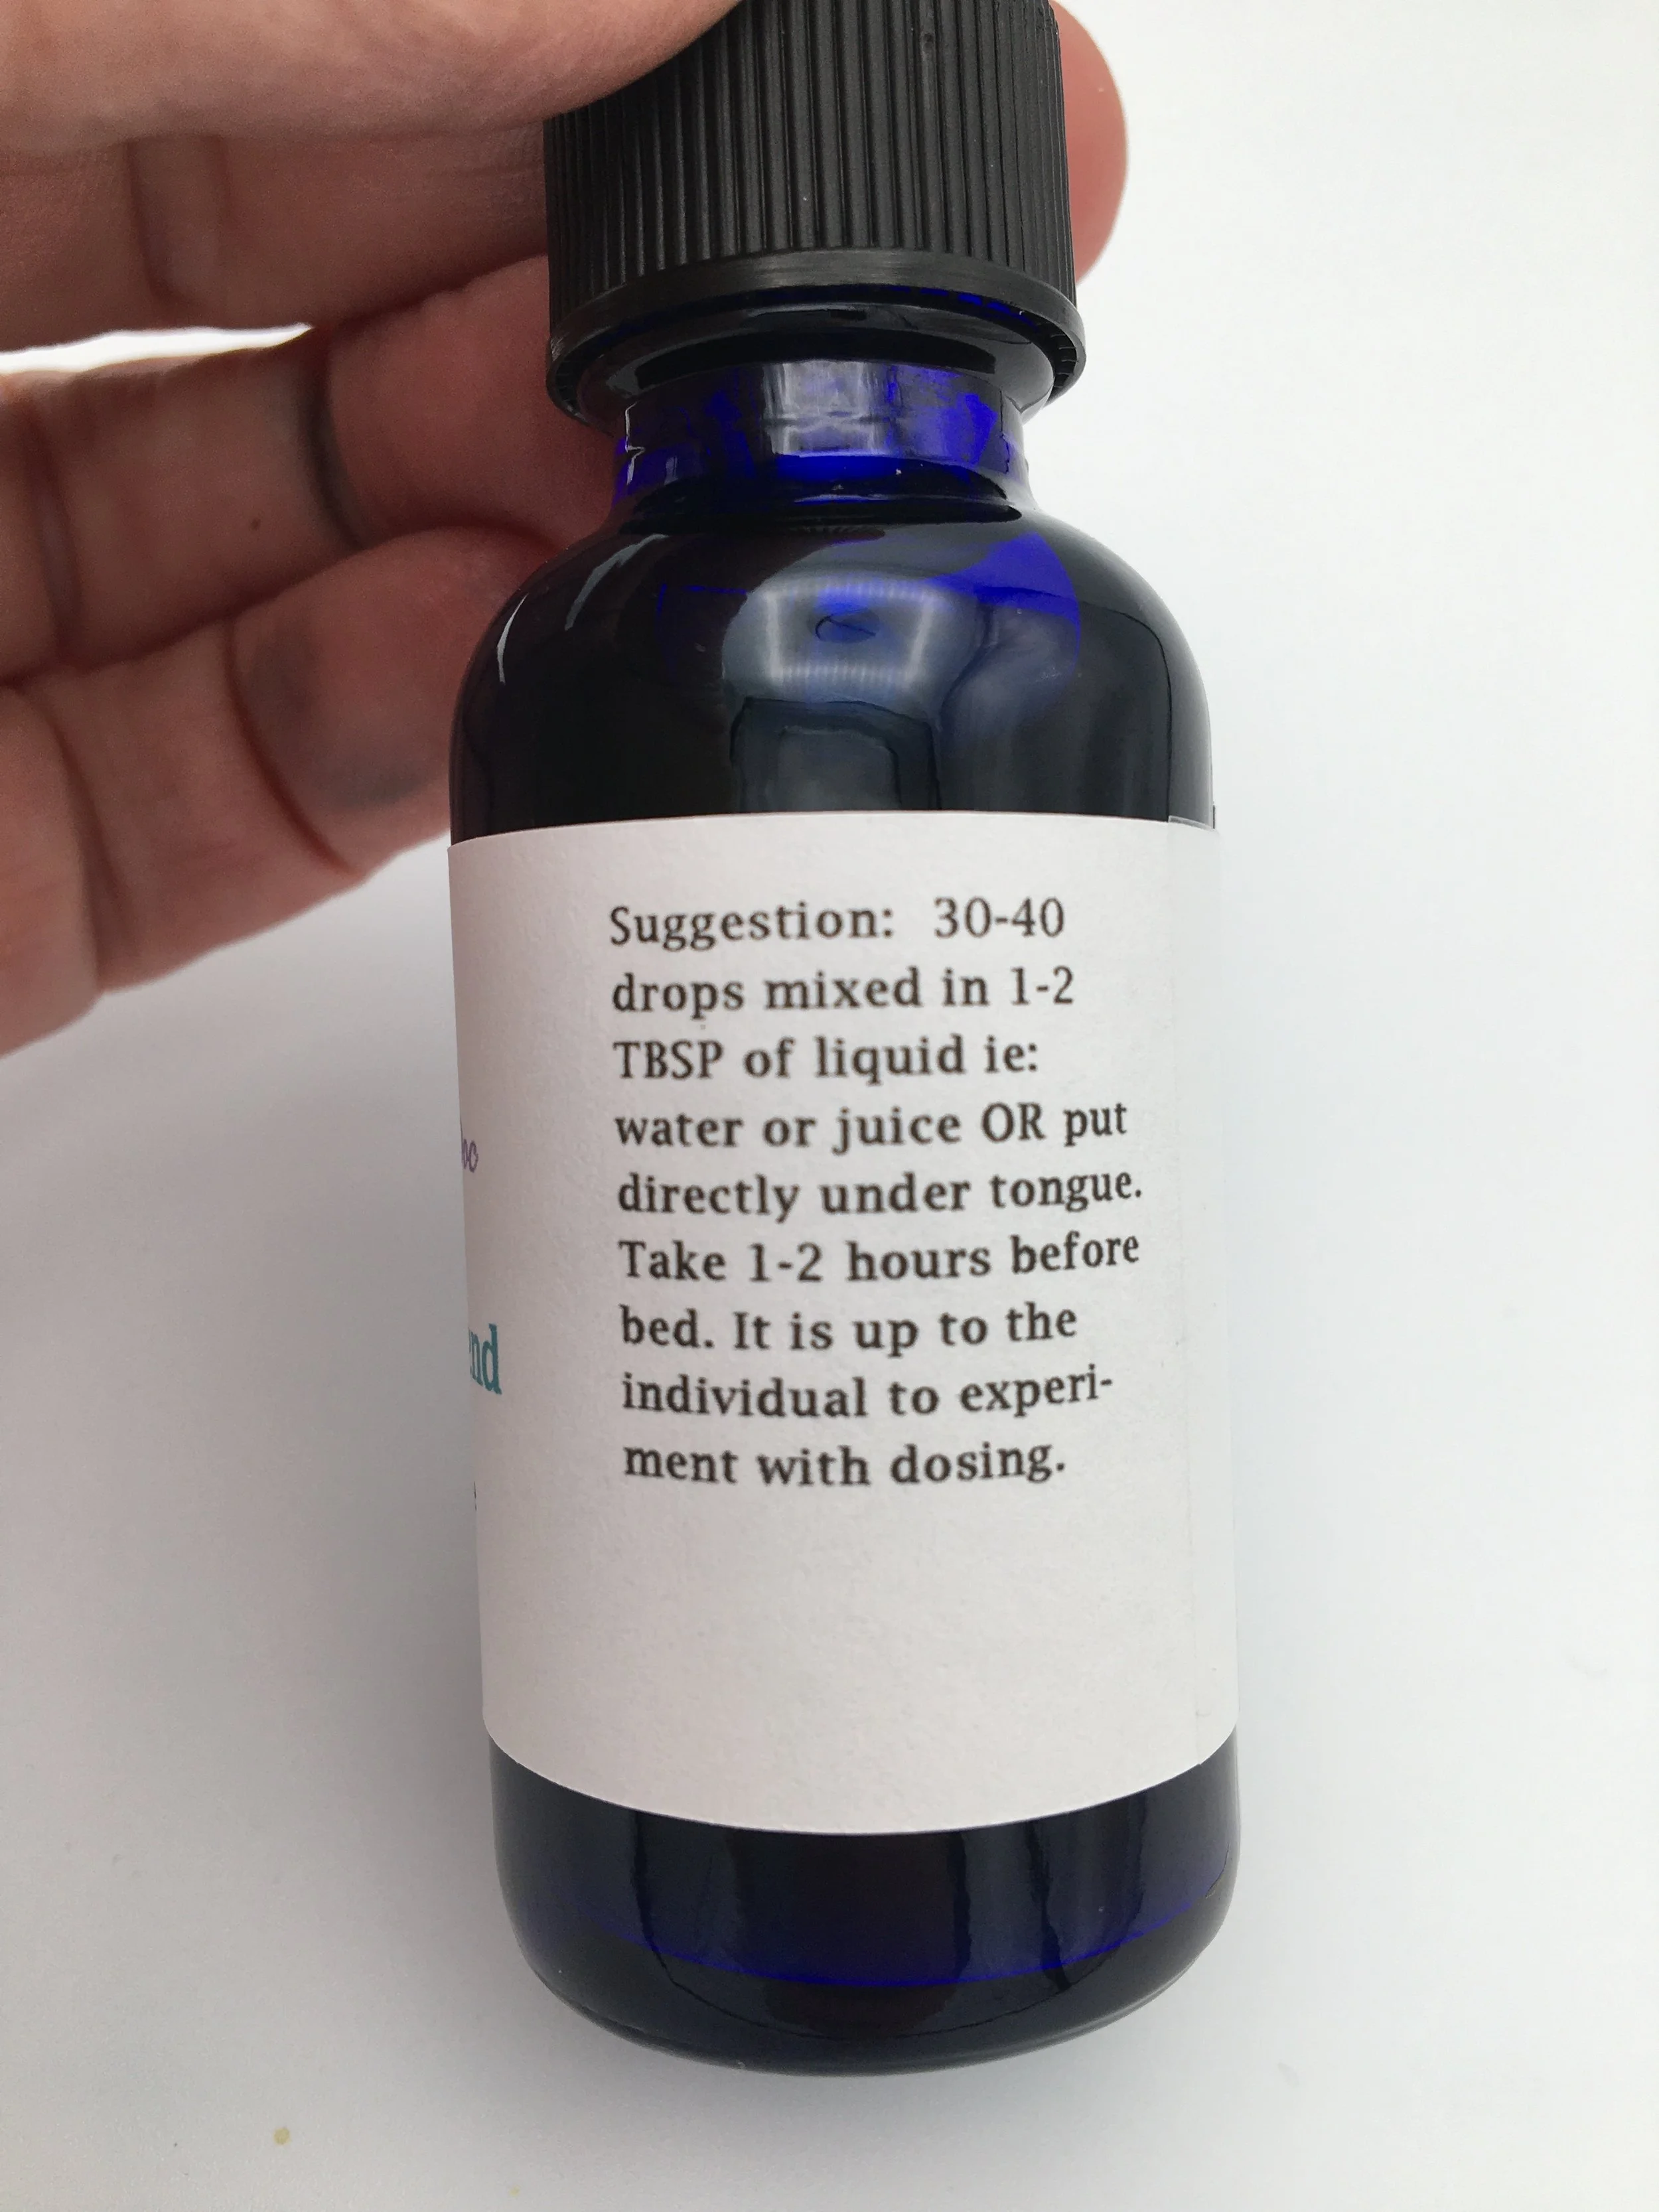 Suggestion: 30-40
drops mixed in 1-2
TBSP of liquid ie:
water or juice OR put
directly under tongue.
Take 1-2 hours before
bed. It is up to the
individual to experi-
ment with dosing.